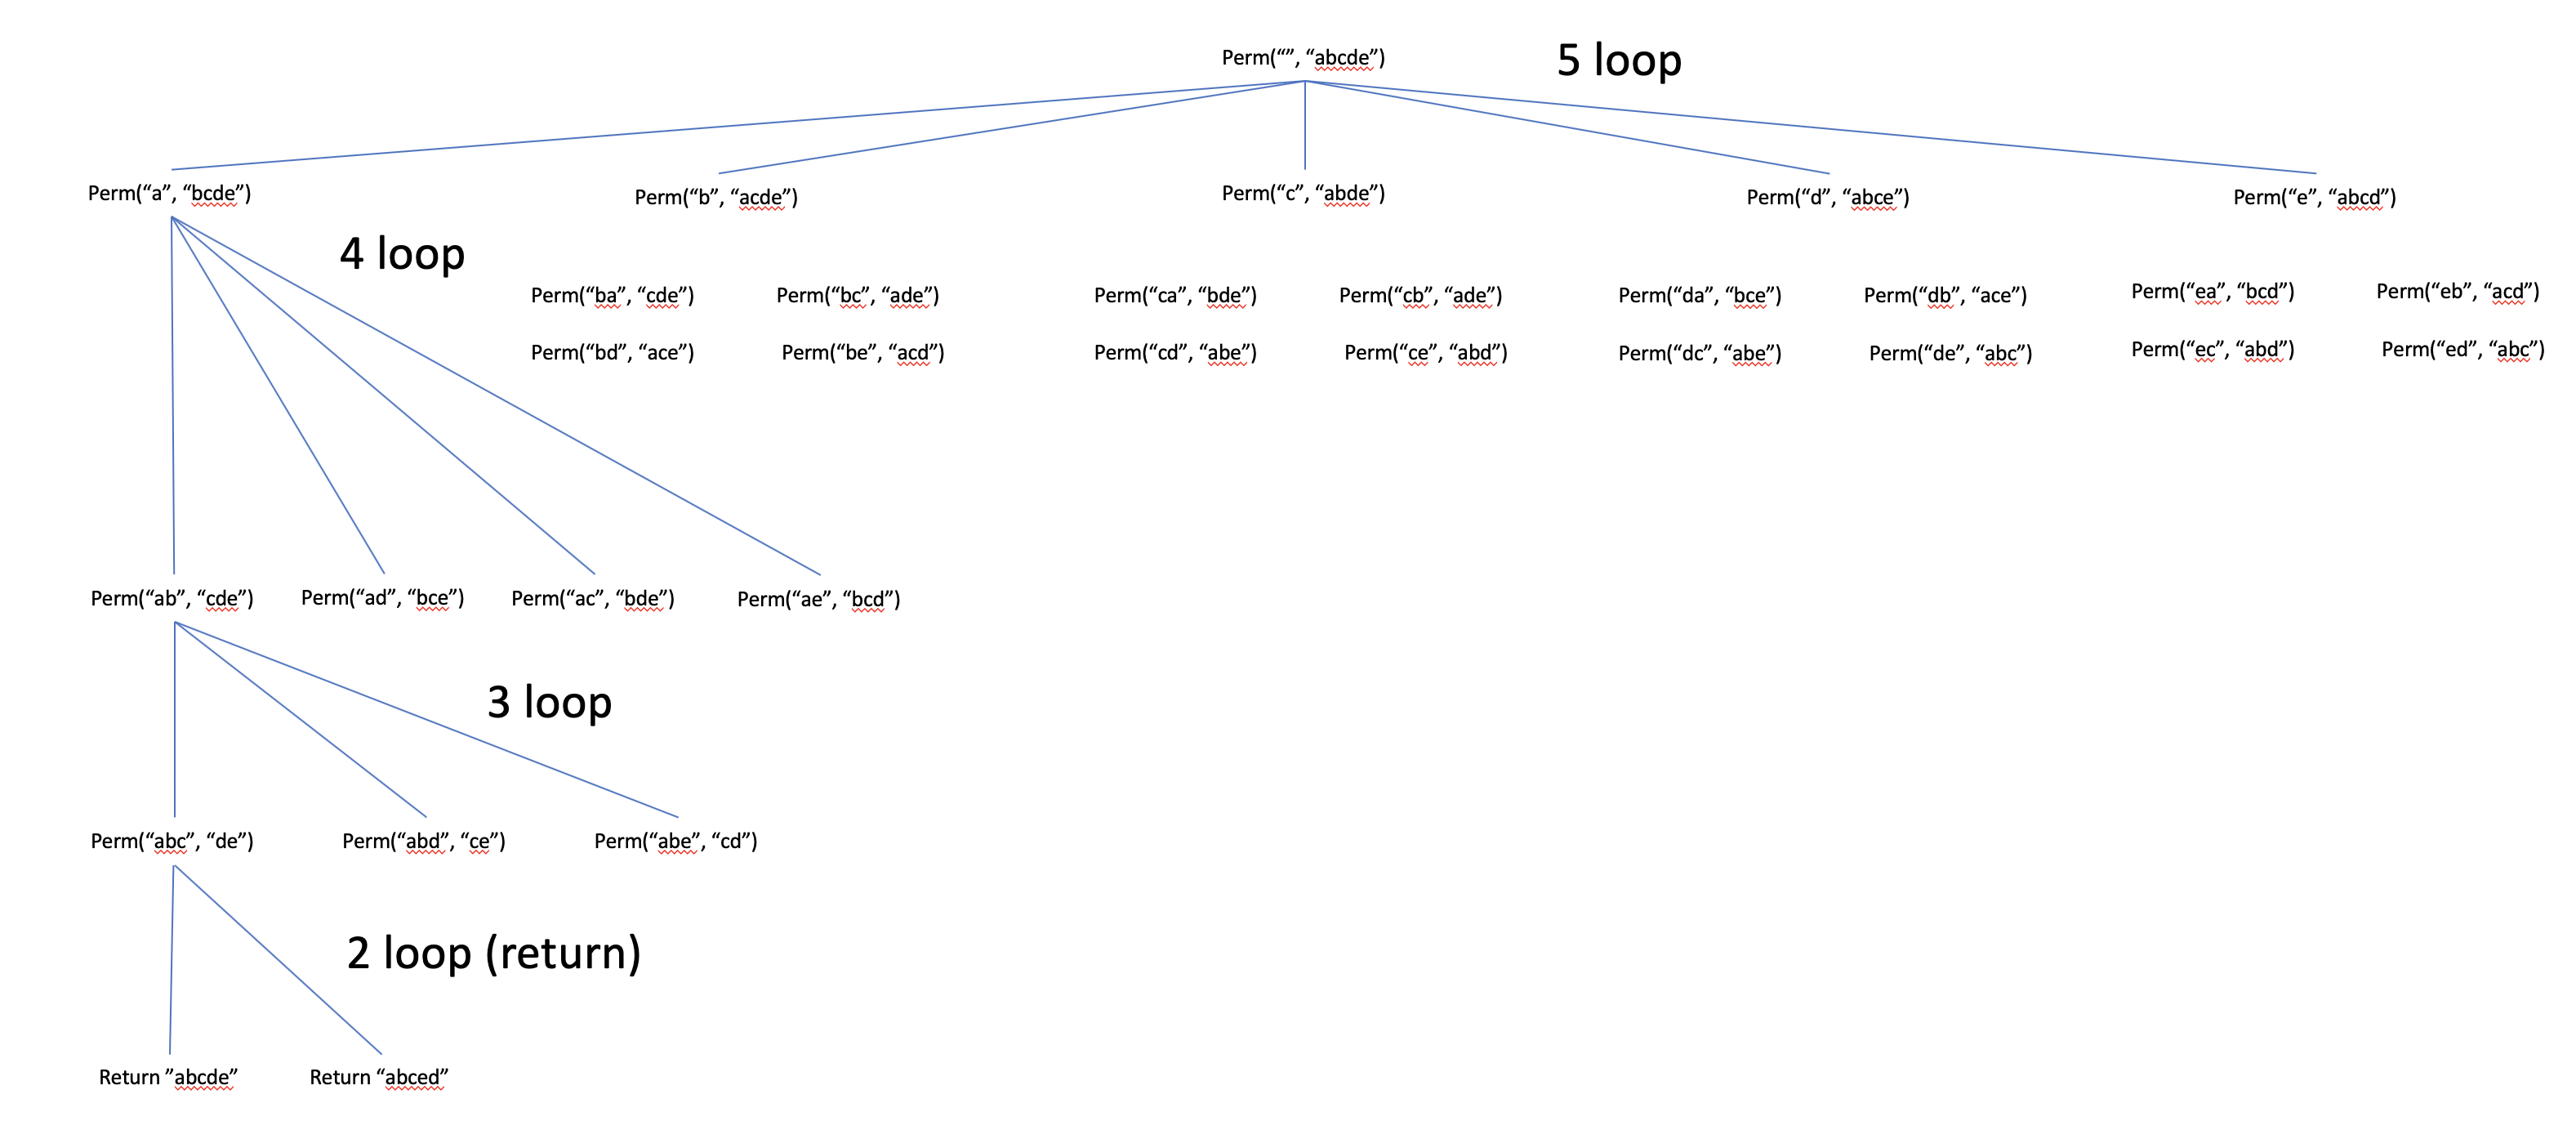 Perm(“”, “abcde”)
5 loop
Perm(“a”, “bcde”)
Perm(“b”, “acde”)
Perm(“c”, “abde”)
Perm(“d”, “abce”)
Perm(“e”, “abcd”)
4 loop
Perm(“ba”, “cde”)
Perm(“bc”, “ade”)
Perm(“ca”, “bde”)
Perm(“cb”, “ade”)
Perm(“da”, “bce”)
Perm(“db”, “ace”)
Perm(“ea”, “bcd”)
Perm(“eb”, “acd”)
Perm(“bd”, “ace”)
Perm(“be”, “acd”)
Perm(“cd”, “abe”)
Perm(“ce”, “abd”)
Perm(“dc”, “abe”)
Perm(“de”, “abc”)
Perm(“ec”, “abd”)
Perm(“ed”, “abc”)
Perm(“ab”, “cde”)
Perm(“ad”, “bce”)
Perm(“ac”, “bde”)
Perm(“ae”, “bcd”)
3 loop
Perm(“abc”, “de”)
Perm(“abd”, “ce”)
Perm(“abe”, “cd”)
2 loop (return)
Return ”abcde”
Return “abced”